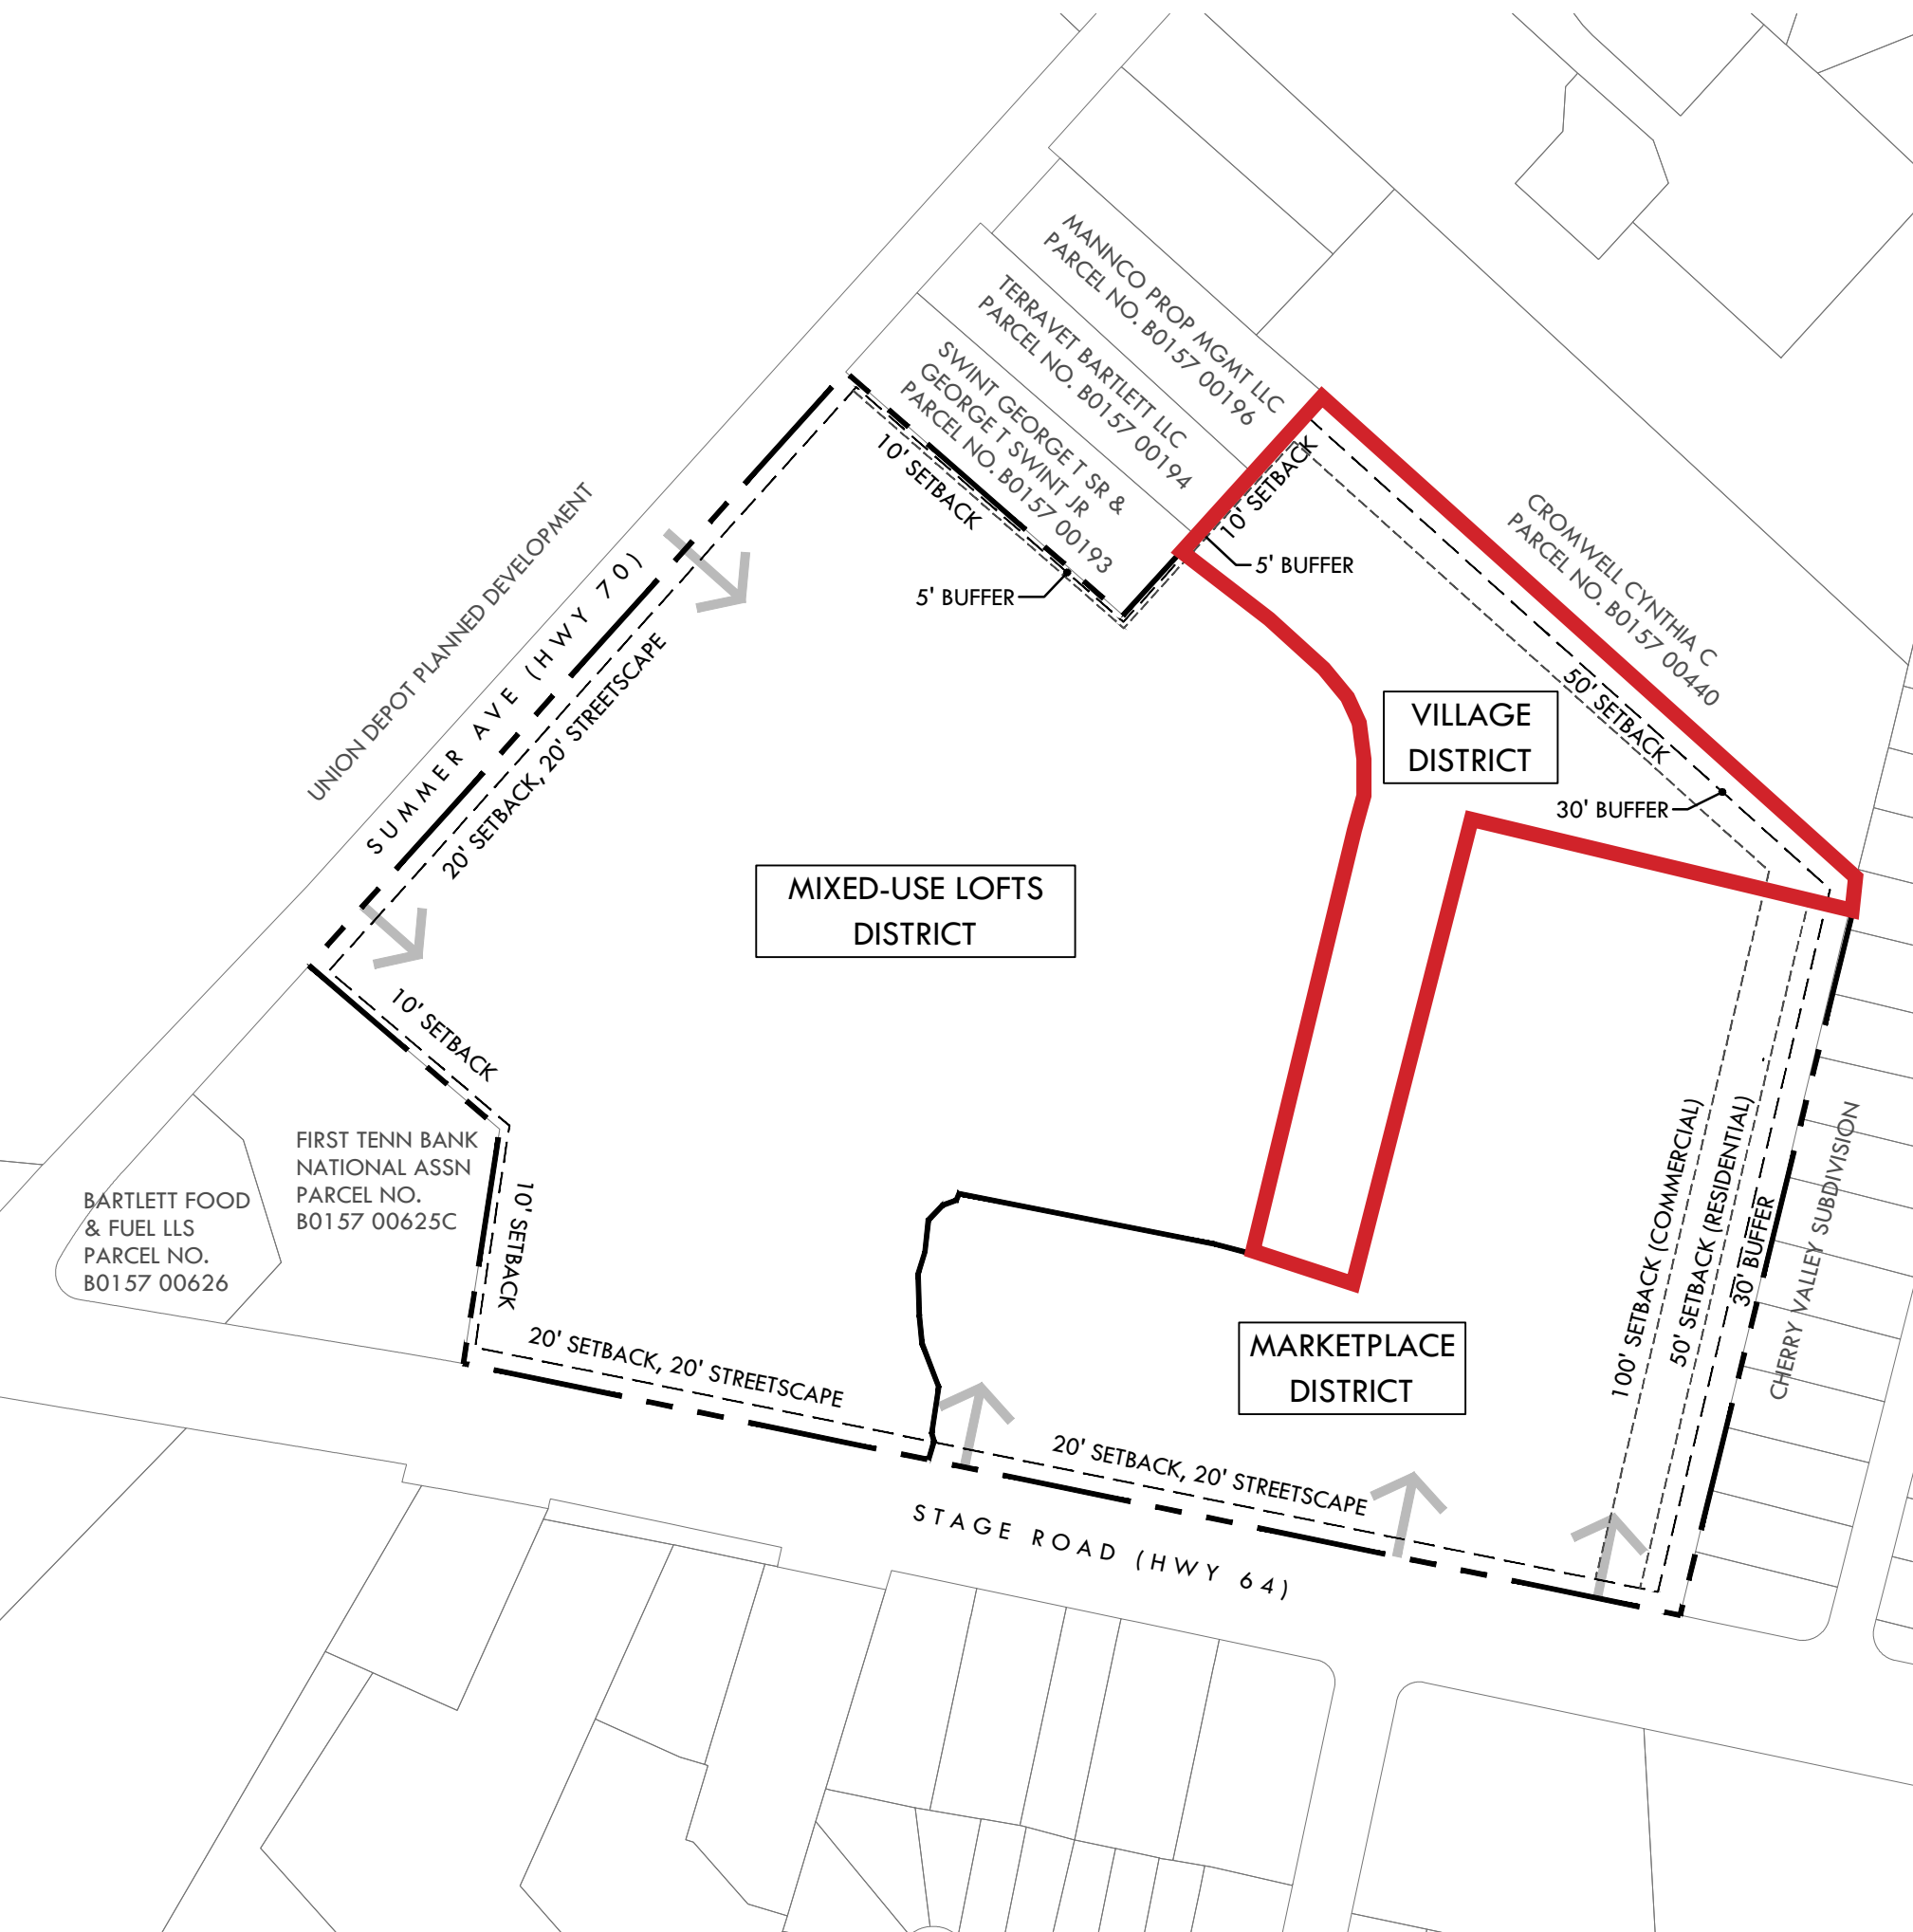 MANNCO PROP MGMT LLC
PARCEL NO. B0157 00196
TERRAVET BARTLETT LLC
PARCEL NO. B0157 00194
SWINT GEORGE T SR &
GEORGE T SWINT JR
PARCEL NO. B0157 00193
10' SETBACK
10' SETBACK
5' BUFFER
5' BUFFER
CROMWELL CYNTHIA C
PARCEL NO. B0157 00440
50' SETBACK
30' BUFFER
UNION DEPOT PLANNED DEVELOPMENT
SUMMER AVE (HWY 70)
20' SETBACK, 20' STREETSCAPE
VILLAGE
DISTRICT
MIXED-USE LOFTS
DISTRICT
10' SETBACK
FIRST TENN BANK
NATIONAL ASSN
PARCEL NO.
B0157 00625C
BARTLETT FOOD
& FUEL LLS
PARCEL NO.
B0157 00626
10' SETBACK
100' SETBACK (COMMERCIAL)
50' SETBACK (RESIDENTIAL)
30' BUFFER
CHERRY VALLEY SUBDIVISION
MARKETPLACE
DISTRICT
20' SETBACK, 20' STREETSCAPE
20' SETBACK, 20' STREETSCAPE
STAGE ROAD (HWY 64)